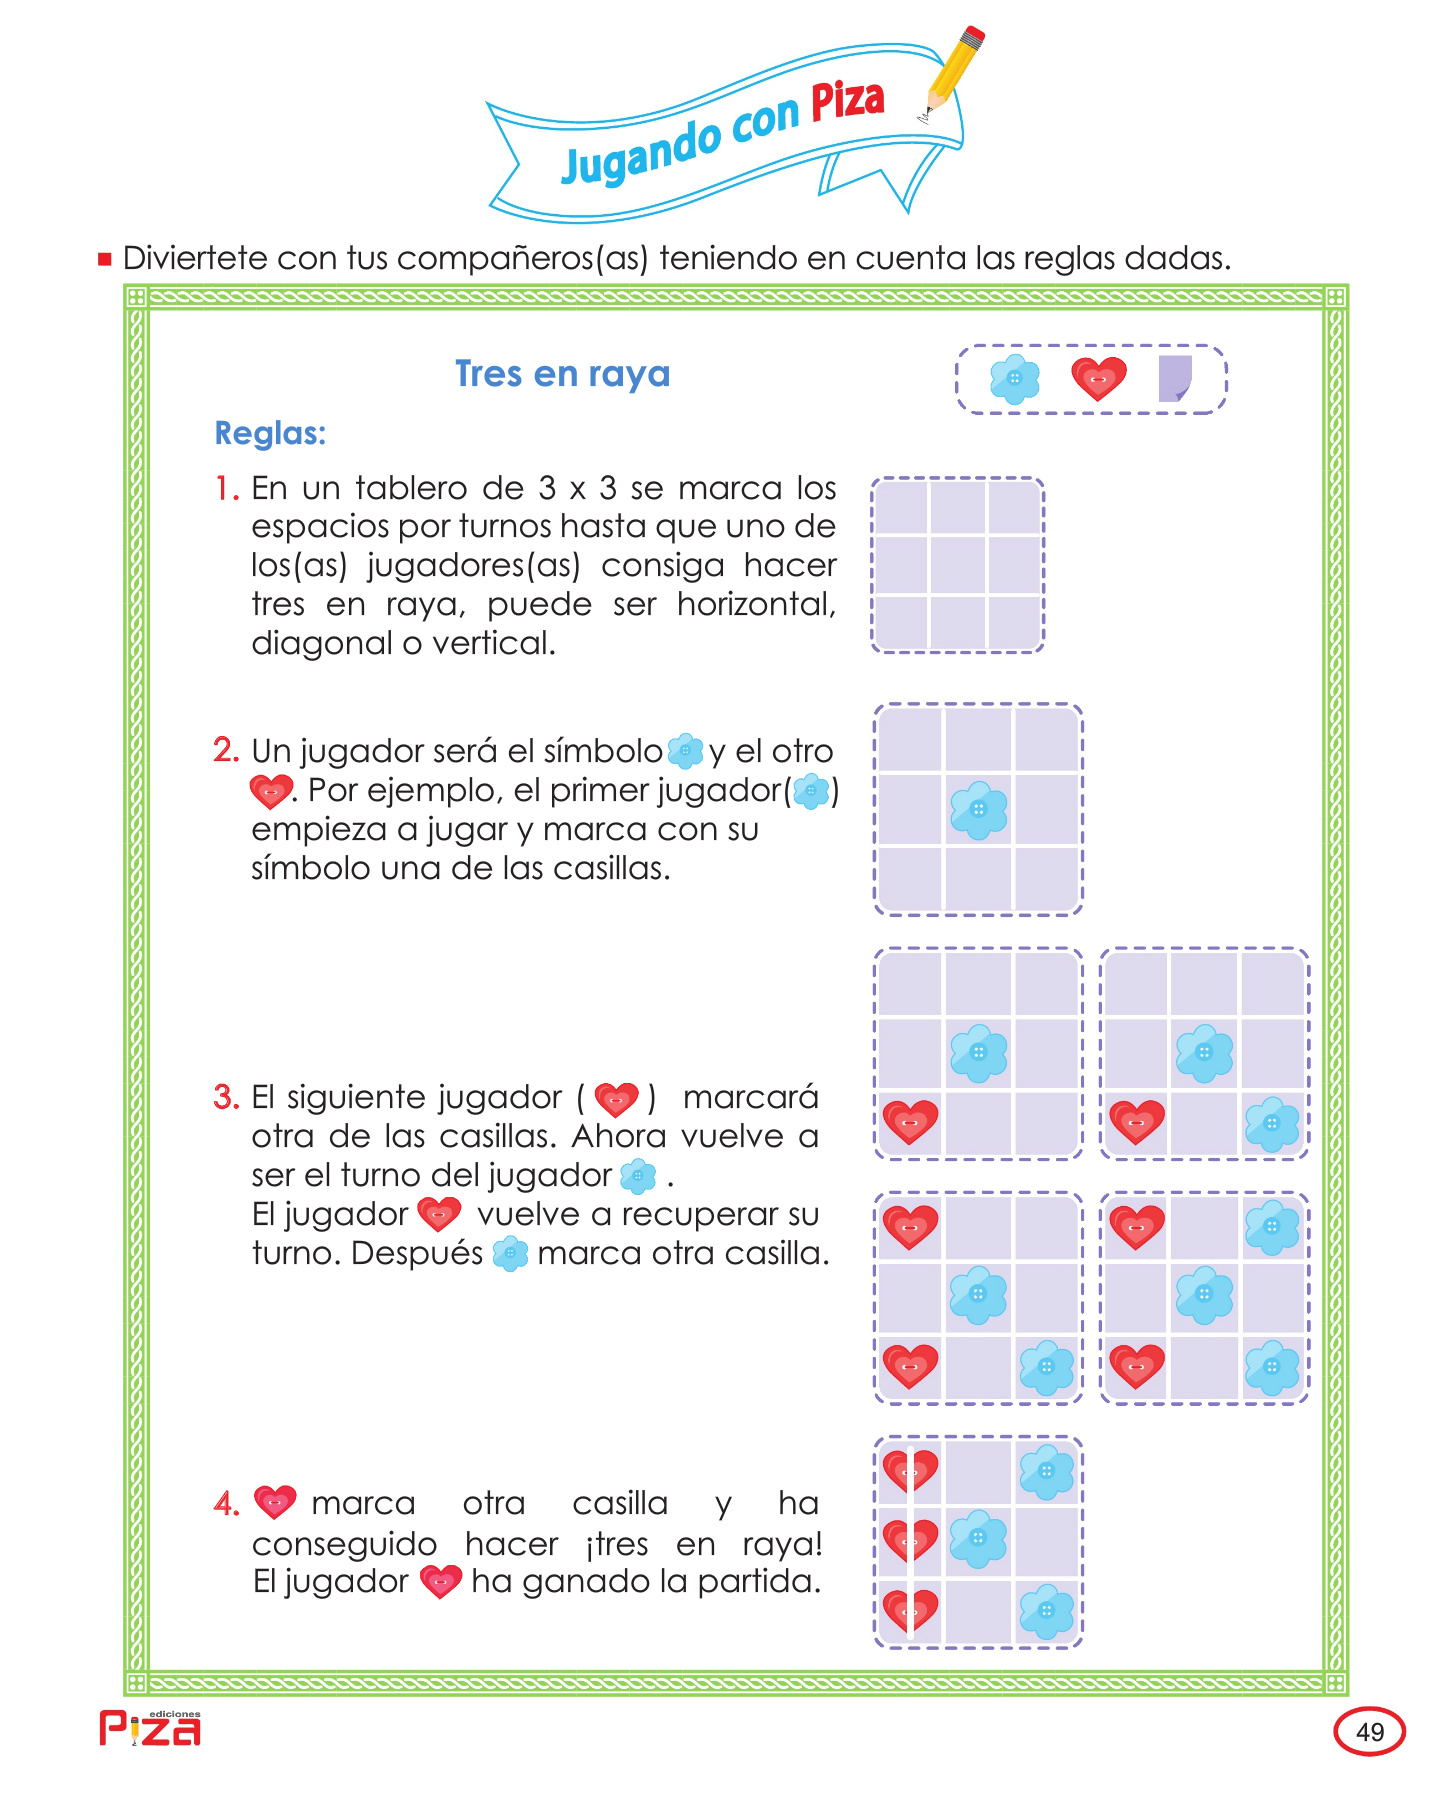 Jugando con Piza
Diviertete con tus compañeros(as) teniendo en cuenta las reglas dadas.
Tres en raya
Reglas:
1. En un tablero de 3 x 3 se marca los
espacios por turnos hasta que uno de
los(as) jugadores(as) consiga hacer
tres en raya, puede ser horizontal,
diagonal o vertical.
2. Un jugador será el símbolo y el otro
. Por ejemplo, el primer jugador( )
empieza a jugar y marca con su
símbolo una de las casillas.
3. El siguiente jugador ( ) marcará
otra de las casillas. Ahora vuelve a
ser el turno del jugador .
El jugador vuelve a recuperar su
turno. Después marca otra casilla.
4. marca otra casilla y ha
conseguido hacer ¡tres en raya!
El jugador ha ganado la partida.
ediciones
Piza
49